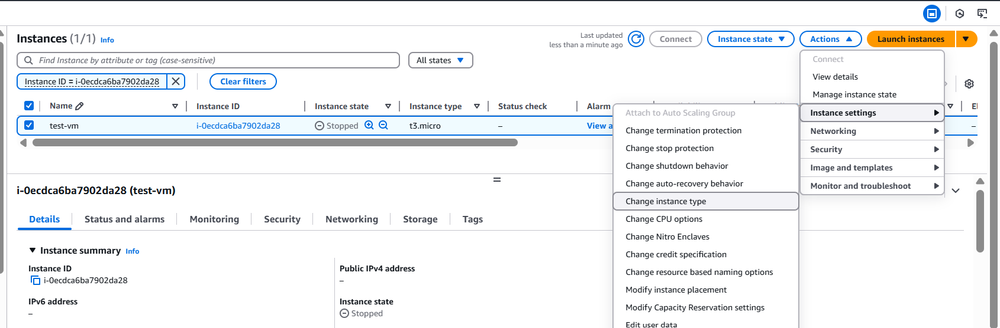 Instances (1/1) Info
Last updated
less than a minute ago
Connect
Instance state
Actions
Launch instances
Find Instance by attribute or tag (case-sensitive)
All states
Instance ID = i-0ecdca6ba7902da28
Clear filters
Connect
View details
Manage instance state
Instance settings
Networking
Security
Image and templates
Monitor and troubleshoot
Name
Instance ID
Instance state
Instance type
Status check
Alarm
test-vm
i-0ecdca6ba7902da28
Stopped
t3.micro
–
View a
–
Attach to Auto Scaling Group
Change termination protection
Change stop protection
Change shutdown behavior
Change auto-recovery behavior
Change instance type
Change CPU options
Change Nitro Enclaves
Change credit specification
Change resource based naming options
Modify instance placement
Modify Capacity Reservation settings
Edit user data
i-0ecdca6ba7902da28 (test-vm)
Details
Status and alarms
Monitoring
Security
Networking
Storage
Tags
Instance summary Info
Instance ID
i-0ecdca6ba7902da28
Public IPv4 address
–
IPv6 address
–
Instance state
Stopped